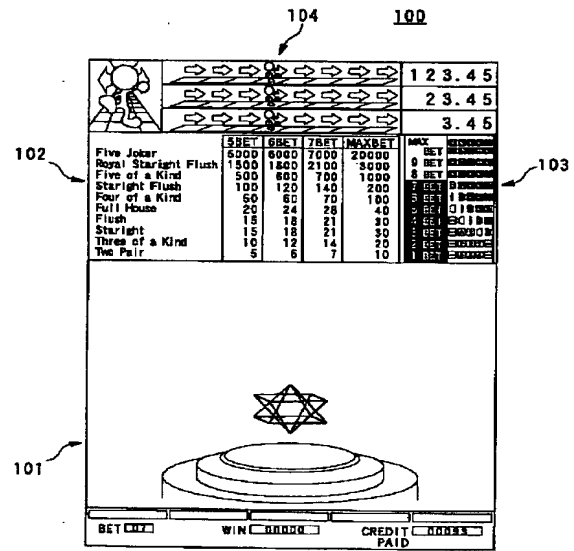 104
100
101
102
103
123.45
23.45
3.45
5BET 6BET 7BET MAXBET
Five Joker 5000 6000 7000 20000
Royal Staright Flush 1500 1800 2100 3000
Five of a Kind 500 600 700 1000
Staright Flush 100 120 140 200
Four of a Kind 50 60 70 100
Full House 20 24 28 40
Flush 15 18 21 30
Staright 15 18 21 30
Thres of a Kind 10 12 14 20
Two Pair 5 6 7 10
MAX BET
9 BET
8 BET
7 BET
6 BET
5 BET
4 BET
3 BET
2 BET
1 BET
BET 07 WIN 00000 CREDIT 00093
PAID